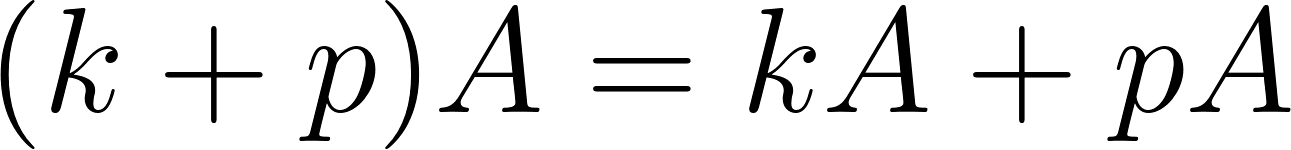 (k + p)A = kA + pA